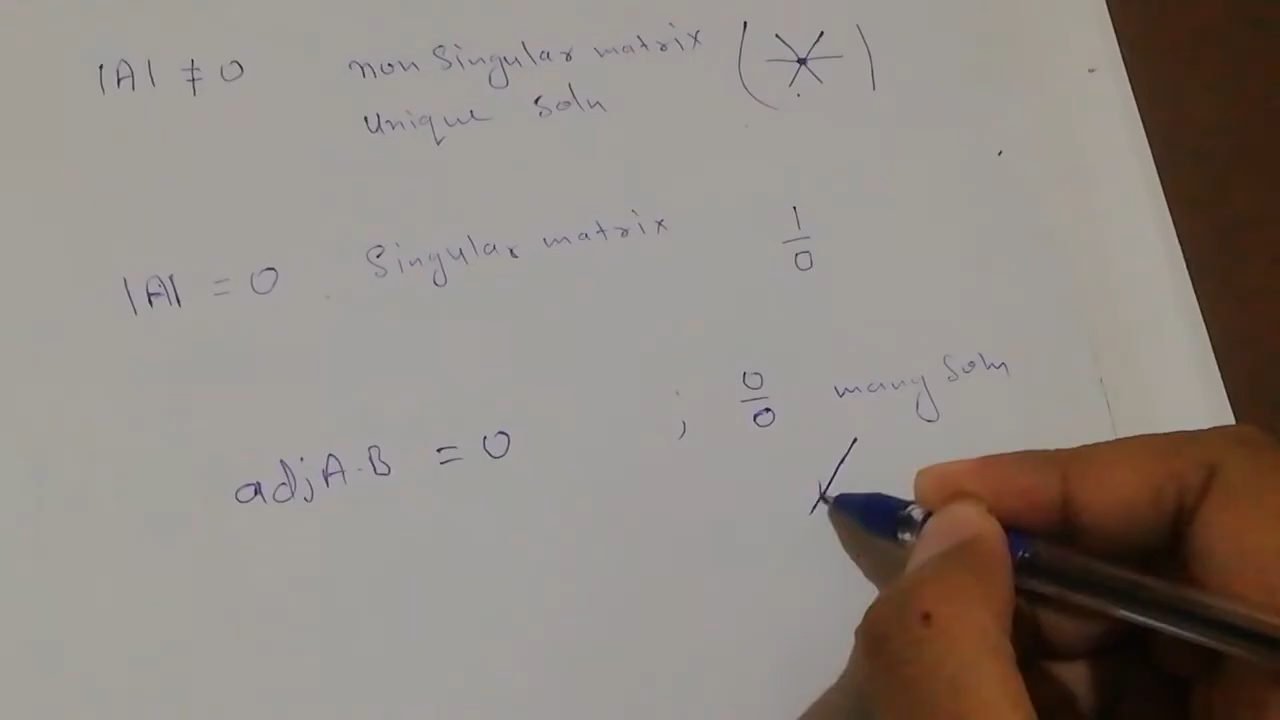 |A| ≠ 0 non Singular matrix
unique soln
|A| = 0 Singular matrix 1/0
adjA.B = 0 ; 0/0 many Soln